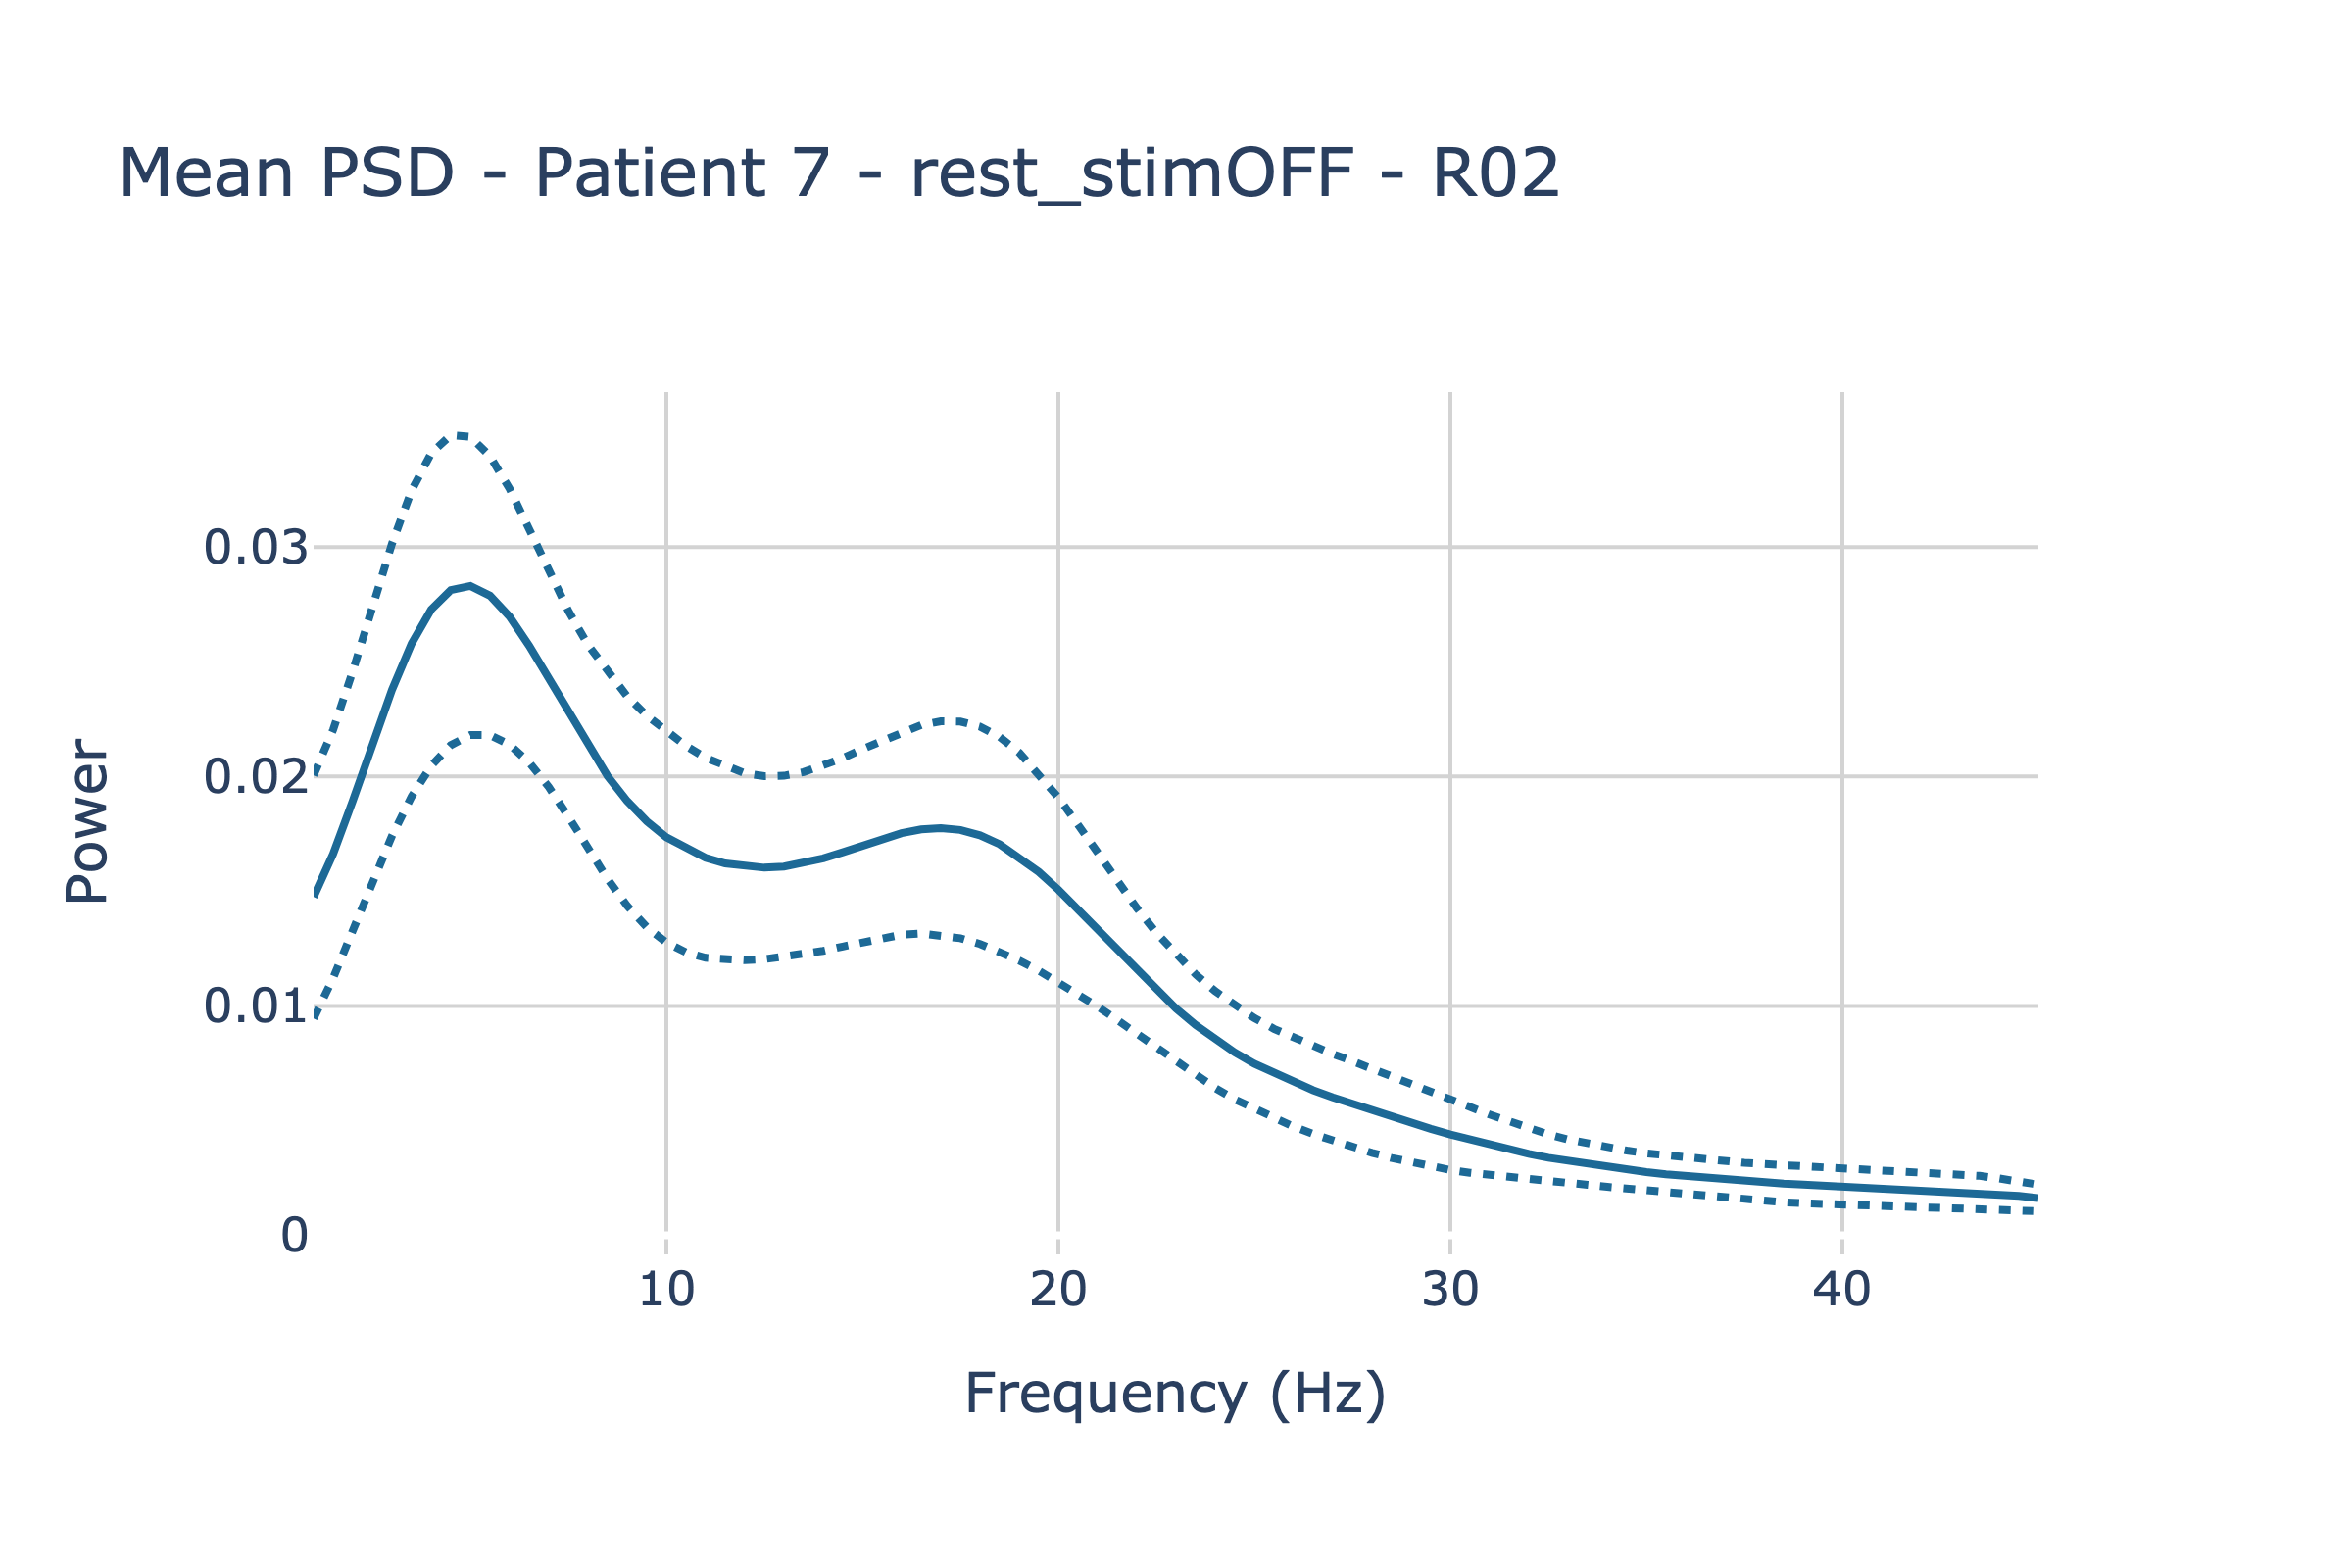 Mean PSD - Patient 7 - rest_stimOFF - R02
Power
0.03
0.02
0.01
0
10 20 30 40
Frequency (Hz)